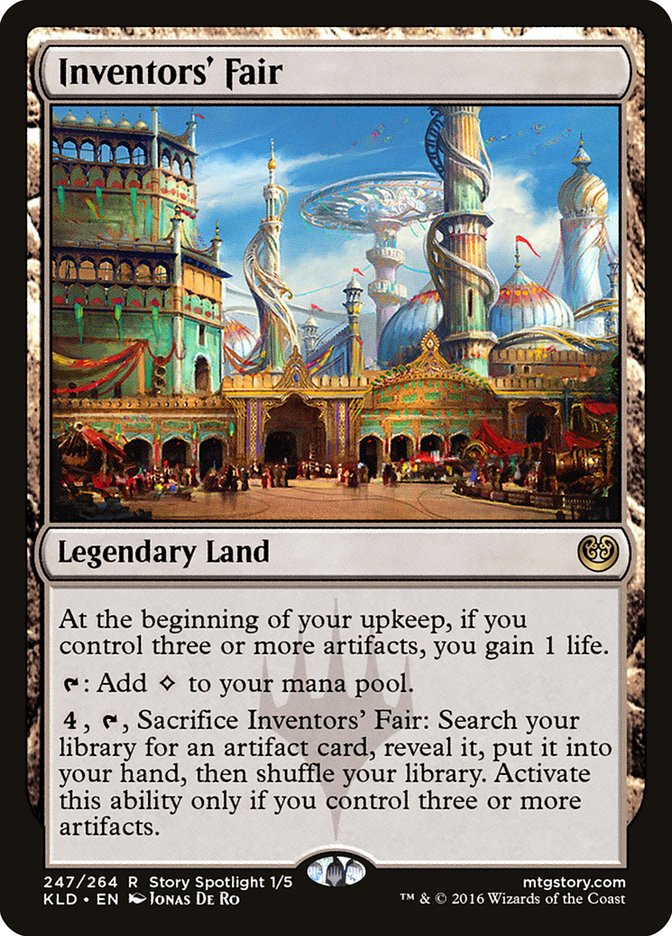 Inventors' Fair
Legendary Land
At the beginning of your upkeep, if you
control three or more artifacts, you gain 1 life.
: Add to your mana pool.
4, , Sacrifice Inventors' Fair: Search your
library for an artifact card, reveal it, put it into
your hand, then shuffle your library. Activate
this ability only if you control three or more
artifacts.
247/264 R Story Spotlight 1/5
mtgstory.com
KLD • EN Jonas De Ro
™ & © 2016 Wizards of the Coast